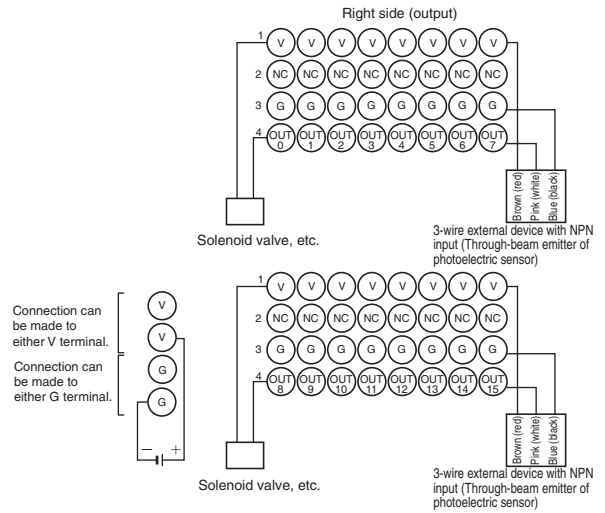 Right side (output)
1 V V V V V V V V
2 NC NC NC NC NC NC NC NC
3 G G G G G G G G
4 OUT 0 OUT 1 OUT 2 OUT 3 OUT 4 OUT 5 OUT 6 OUT 7
Brown (red)
Pink (white)
Blue (black)
Solenoid valve, etc.
3-wire external device with NPN
input (Through-beam emitter of
photoelectric sensor)
Connection can
be made to
either V terminal.
Connection can
be made to
either G terminal.
V
V
G
G
− +
1 V V V V V V V V
2 NC NC NC NC NC NC NC NC
3 G G G G G G G G
4 OUT 8 OUT 9 OUT 10 OUT 11 OUT 12 OUT 13 OUT 14 OUT 15
Brown (red)
Pink (white)
Blue (black)
Solenoid valve, etc.
3-wire external device with NPN
input (Through-beam emitter of
photoelectric sensor)